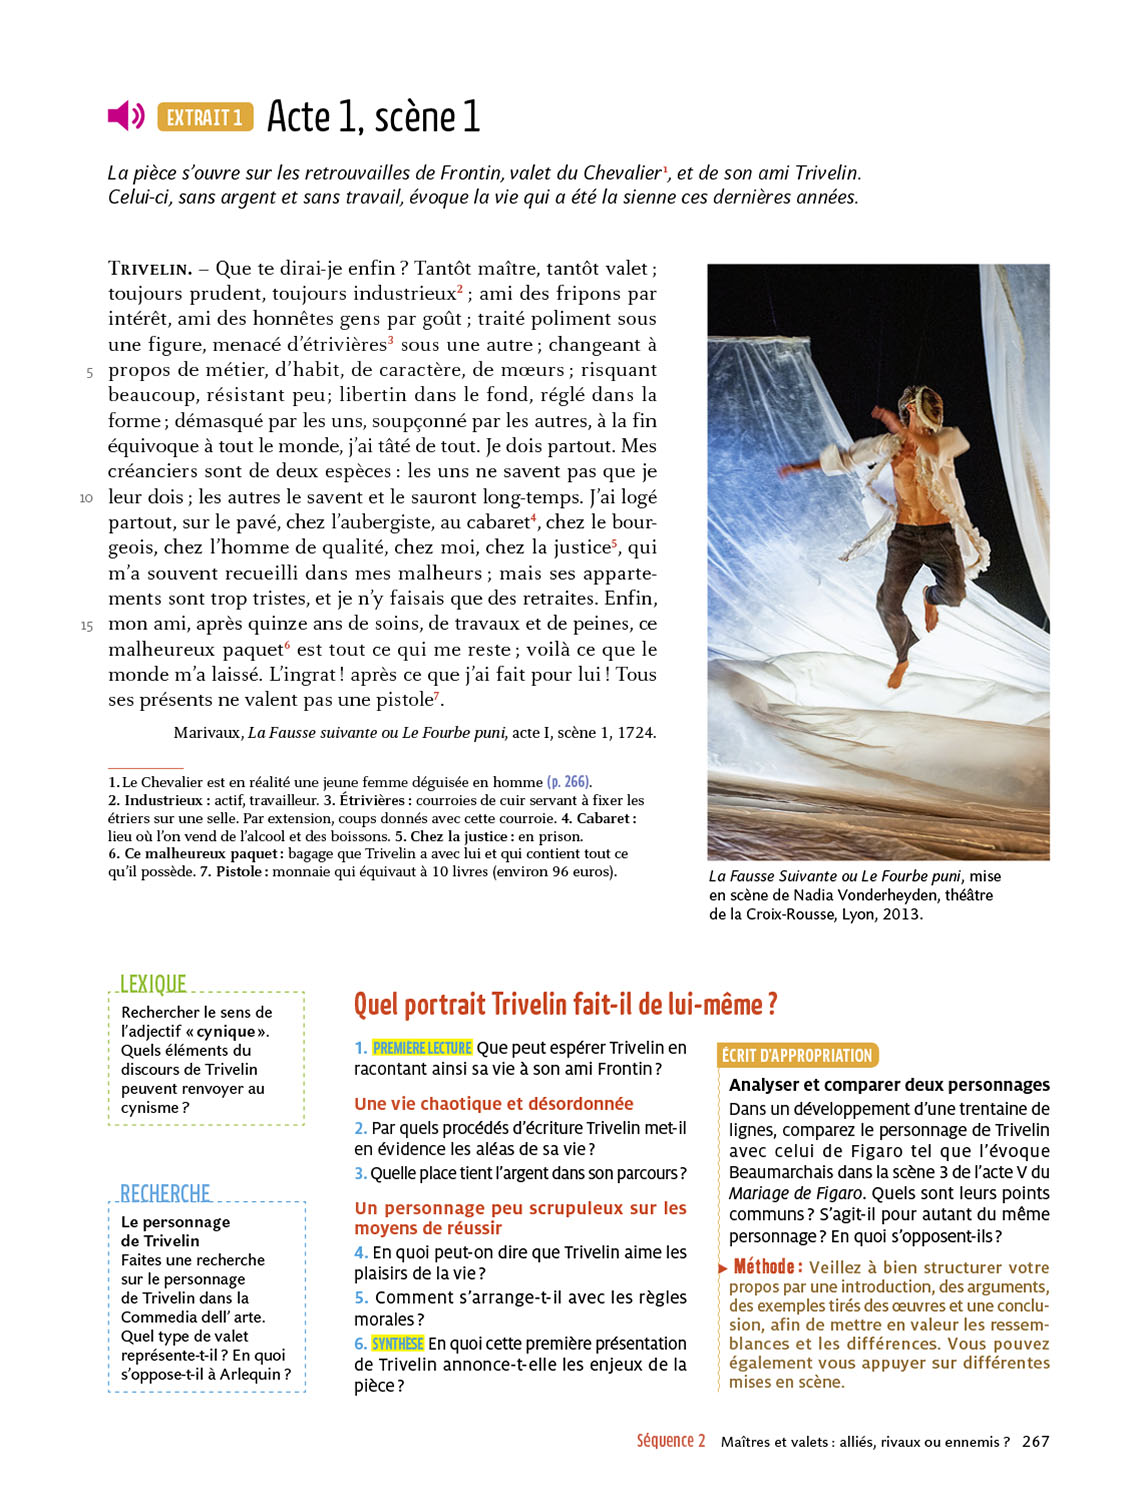 EXTRAIT 1 Acte 1, scène 1
La pièce s'ouvre sur les retrouvailles de Frontin, valet du Chevalier¹, et de son ami Trivelin.
Celui-ci, sans argent et sans travail, évoque la vie qui a été la sienne ces dernières années.
TRIVELIN. – Que te dirai-je enfin ? Tantôt maître, tantôt valet ;
toujours prudent, toujours industrieux² ; ami des fripons par
intérêt, ami des honnêtes gens par goût ; traité poliment sous
une figure, menacé d'étrivières³ sous une autre ; changeant à
5 propos de métier, d'habit, de caractère, de mœurs ; risquant
beaucoup, résistant peu; libertin dans le fond, réglé dans la
forme ; démasqué par les uns, soupçonné par les autres, à la fin
équivoque à tout le monde, j'ai tâté de tout. Je dois partout. Mes
créanciers sont de deux espèces : les uns ne savent pas que je
10 leur dois ; les autres le savent et le sauront long-temps. J'ai logé
partout, sur le pavé, chez l'aubergiste, au cabaret⁴, chez le bour-
geois, chez l'homme de qualité, chez moi, chez la justice⁵, qui
m'a souvent recueilli dans mes malheurs ; mais ses apparte-
ments sont trop tristes, et je n'y faisais que des retraites. Enfin,
15 mon ami, après quinze ans de soins, de travaux et de peines, ce
malheureux paquet⁶ est tout ce qui me reste ; voilà ce que le
monde m'a laissé. L'ingrat ! après ce que j'ai fait pour lui ! Tous
ses présents ne valent pas une pistole⁷.
Marivaux, La Fausse suivante ou Le Fourbe puni, acte I, scène 1, 1724.
1. Le Chevalier est en réalité une jeune femme déguisée en homme (p. 266).
2. Industrieux : actif, travailleur. 3. Étrivières : courroies de cuir servant à fixer les
étriers sur une selle. Par extension, coups donnés avec cette courroie. 4. Cabaret :
lieu où l'on vend de l'alcool et des boissons. 5. Chez la justice : en prison.
6. Ce malheureux paquet : bagage que Trivelin a avec lui et qui contient tout ce
qu'il possède. 7. Pistole : monnaie qui équivaut à 10 livres (environ 96 euros).
La Fausse Suivante ou Le Fourbe puni, mise
en scène de Nadia Vonderheyden, théâtre
de la Croix-Rousse, Lyon, 2013.
LEXIQUE
Rechercher le sens de
l'adjectif « cynique ».
Quels éléments du
discours de Trivelin
peuvent renvoyer au
cynisme ?
RECHERCHE
Le personnage
de Trivelin
Faites une recherche
sur le personnage
de Trivelin dans la
Commedia dell' arte.
Quel type de valet
représente-t-il ? En quoi
s'oppose-t-il à Arlequin ?
Quel portrait Trivelin fait-il de lui-même ?
1. PREMIÈRE LECTURE Que peut espérer Trivelin en
racontant ainsi sa vie à son ami Frontin ?
Une vie chaotique et désordonnée
2. Par quels procédés d'écriture Trivelin met-il
en évidence les aléas de sa vie ?
3. Quelle place tient l'argent dans son parcours ?
Un personnage peu scrupuleux sur les
moyens de réussir
4. En quoi peut-on dire que Trivelin aime les
plaisirs de la vie ?
5. Comment s'arrange-t-il avec les règles
morales ?
6. SYNTHÈSE En quoi cette première présentation
de Trivelin annonce-t-elle les enjeux de la
pièce ?
ÉCRIT D'APPROPRIATION
Analyser et comparer deux personnages
Dans un développement d'une trentaine de
lignes, comparez le personnage de Trivelin
avec celui de Figaro tel que l'évoque
Beaumarchais dans la scène 3 de l'acte V du
Mariage de Figaro. Quels sont leurs points
communs ? S'agit-il pour autant du même
personnage ? En quoi s'opposent-ils ?
▶ Méthode : Veillez à bien structurer votre
propos par une introduction, des arguments,
des exemples tirés des œuvres et une conclu-
sion, afin de mettre en valeur les ressem-
blances et les différences. Vous pouvez
également vous appuyer sur différentes
mises en scène.
Séquence 2 Maîtres et valets : alliés, rivaux ou ennemis ? 267